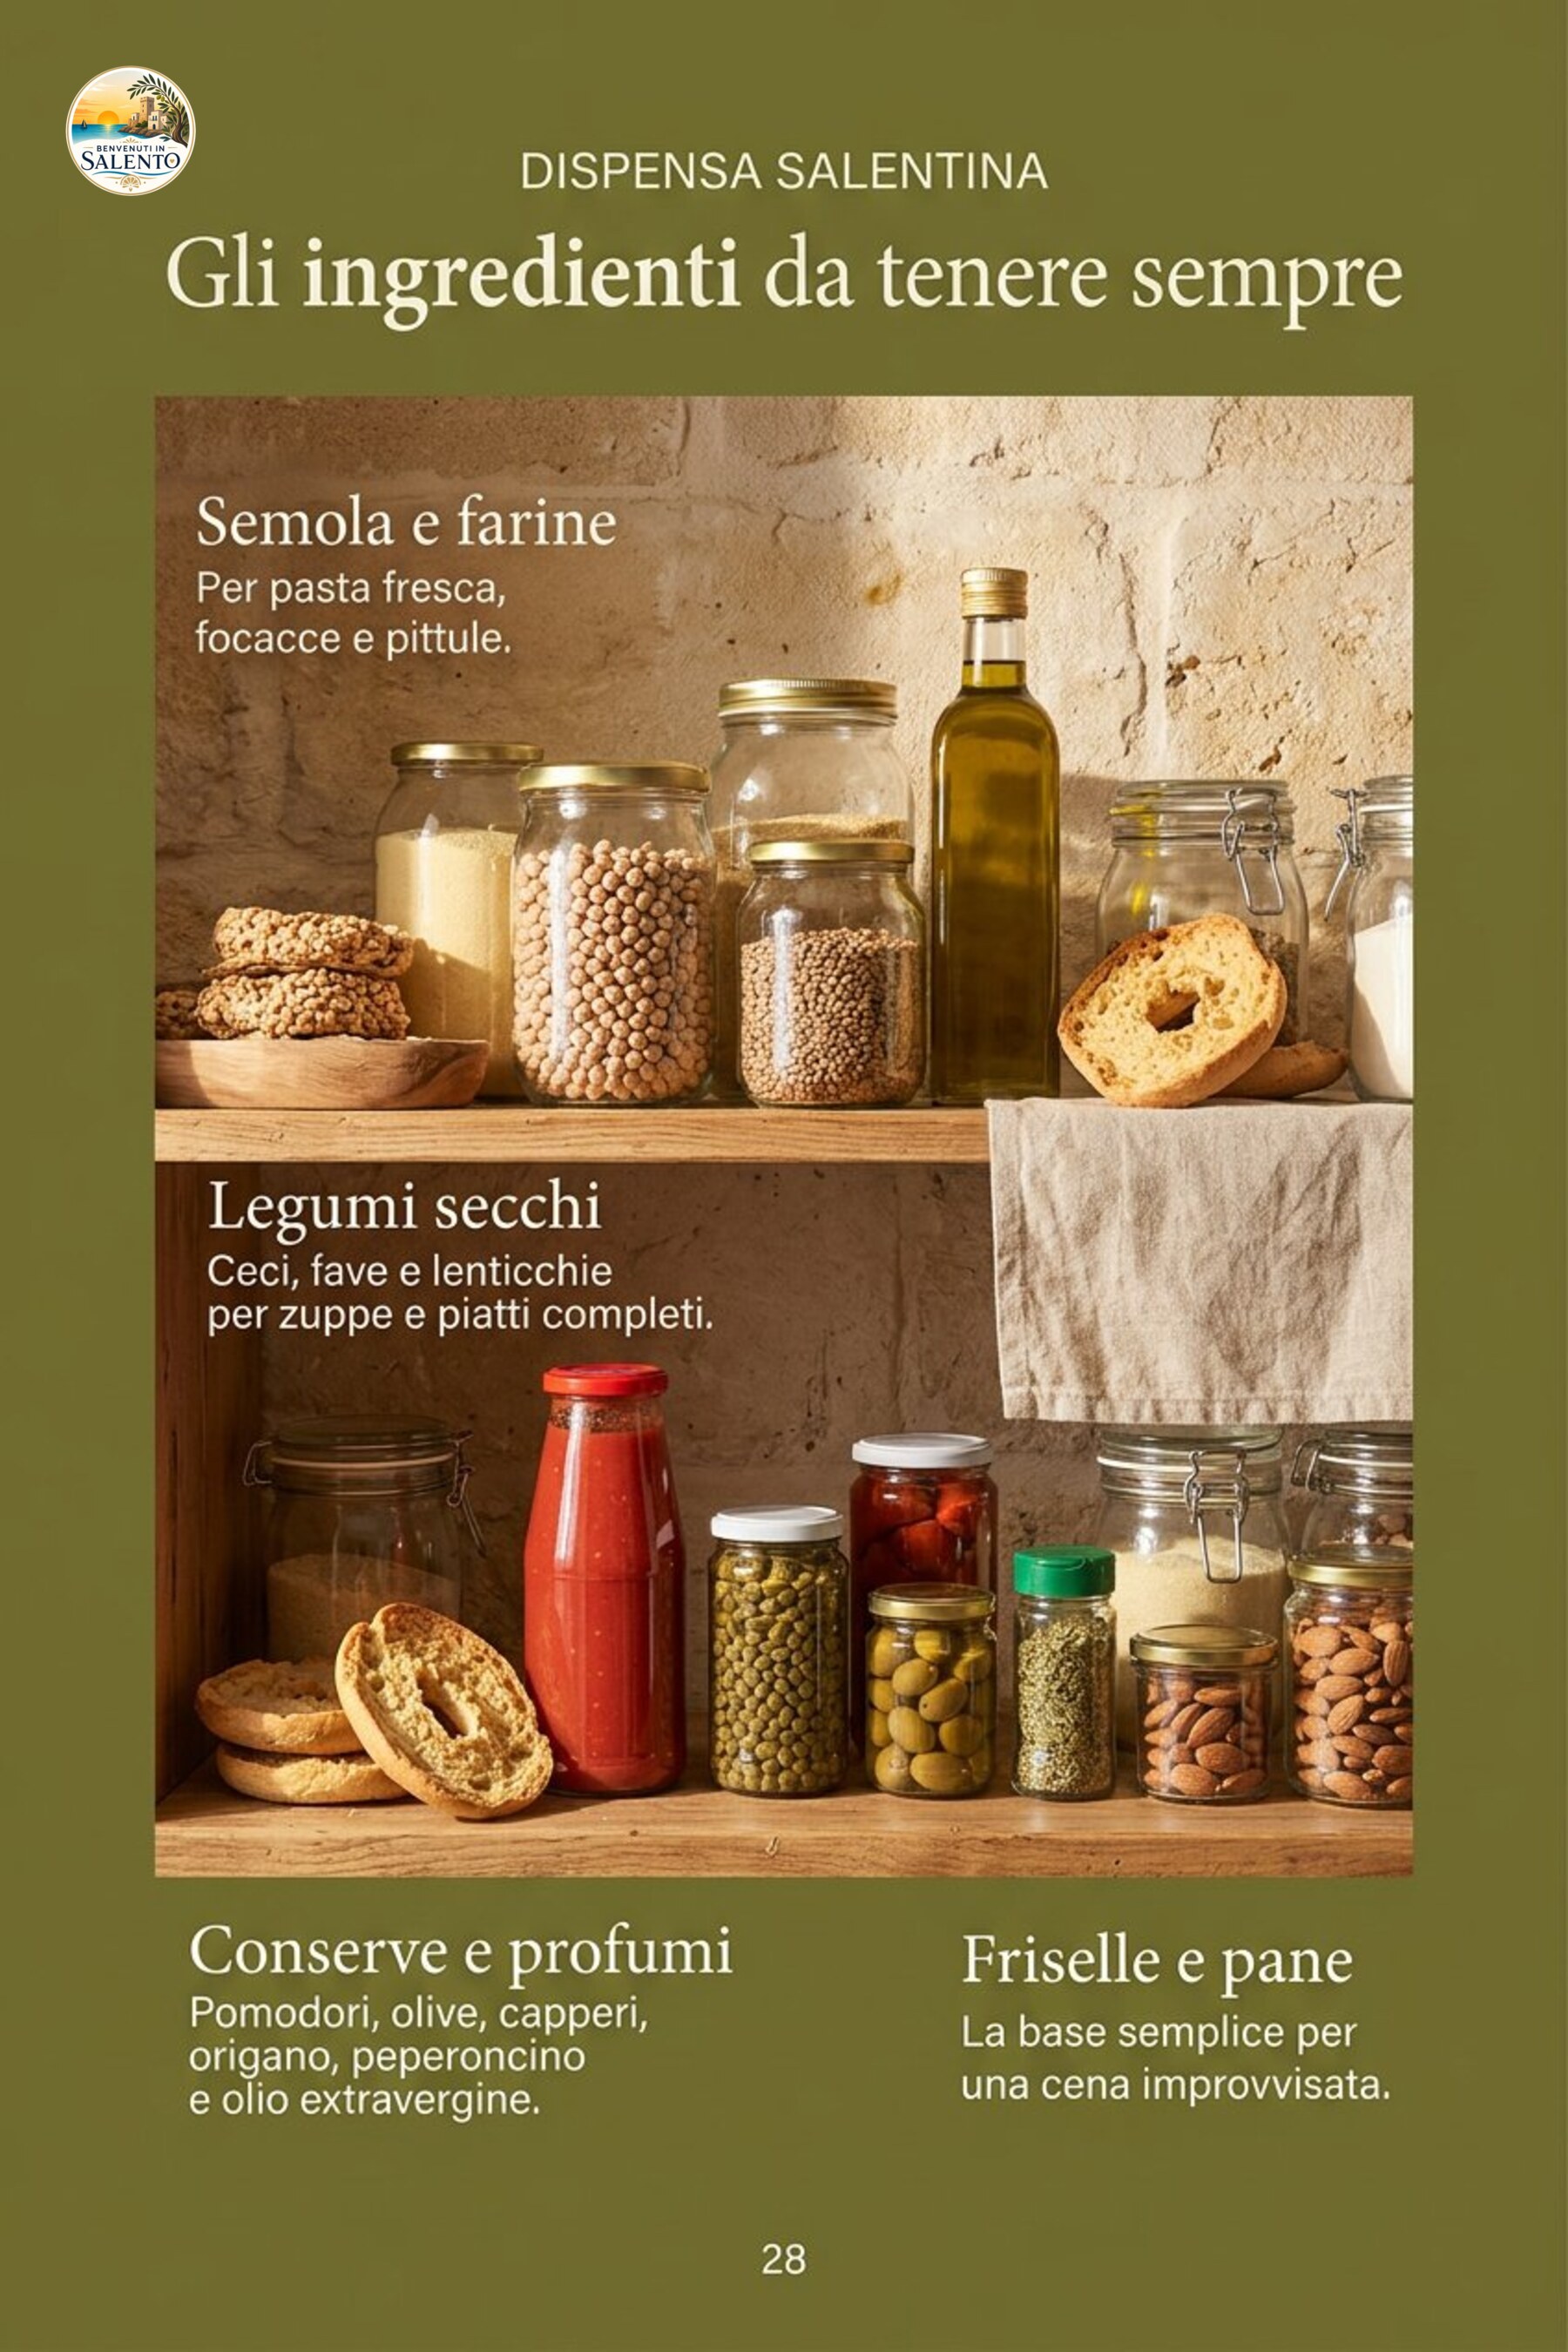 BENVENUTI IN
SALENTO
DISPENSA SALENTINA
Gli ingredienti da tenere sempre
Semola e farine
Per pasta fresca,
focacce e pittule.
Legumi secchi
Ceci, fave e lenticchie
per zuppe e piatti completi.
Conserve e profumi
Pomodori, olive, capperi,
origano, peperoncino
e olio extravergine.
Friselle e pane
La base semplice per
una cena improvvisata.
28